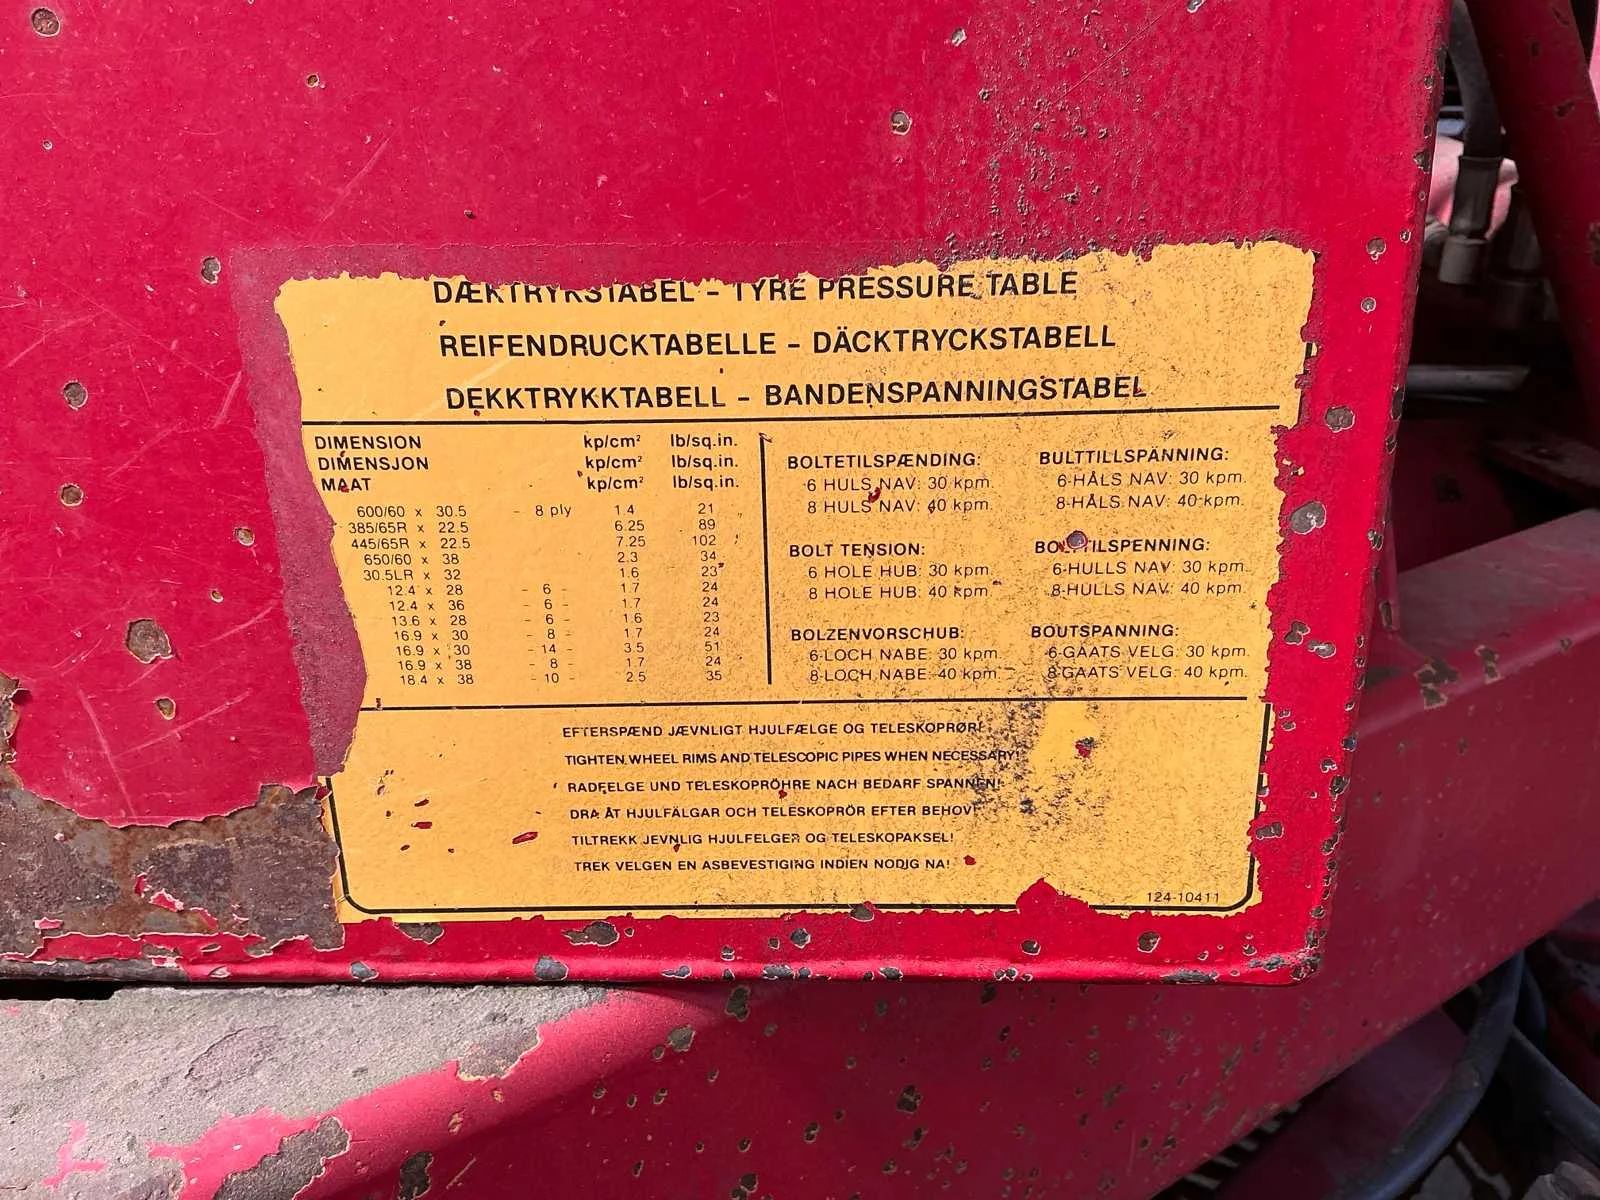 DÆKTRYKSTABEL - TYRE PRESSURE TABLE
REIFENDRUCKTABELLE - DÄCKTRYCKSTABELL
DEKKTRYKKTABELL - BANDENSPANNINGSTABEL
DIMENSION kp/cm² lb/sq.in.
DIMENSJON kp/cm² lb/sq.in.
MAAT kp/cm² lb/sq.in.
600/60 x 30.5 - 8 ply 1.4 21
385/65R x 22.5 6.25 89
445/65R x 22.5 7.25 102
650/60 x 38 2.3 34
30.5LR x 32 1.6 23
12.4 x 28 - 6 - 1.7 24
12.4 x 36 - 6 - 1.7 24
13.6 x 28 - 6 - 1.6 23
16.9 x 30 - 8 - 1.7 24
16.9 x 30 - 14 - 3.5 51
16.9 x 38 - 8 - 1.7 24
18.4 x 38 - 10 - 2.5 35
BOLTETILSPÆNDING:
6 HULS NAV: 30 kpm.
8 HULS NAV: 40 kpm.
BOLT TENSION:
6 HOLE HUB: 30 kpm.
8 HOLE HUB: 40 kpm.
BOLZENVORSCHUB:
6-LOCH NABE: 30 kpm.
8-LOCH NABE: 40 kpm.
BULTTILLSPÄNNING:
6-HÅLS NAV: 30 kpm.
8-HÅLS NAV: 40 kpm.
BOLTTILSPENNING:
6-HULLS NAV: 30 kpm.
8-HULLS NAV: 40 kpm.
BOUTSPANNING:
6-GAATS VELG: 30 kpm.
8-GAATS VELG: 40 kpm.
EFTERSPÆND JÆVNLIGT HJULFÆLGE OG TELESKOPRØR!
TIGHTEN WHEEL RIMS AND TELESCOPIC PIPES WHEN NECESSARY!
RADFELGE UND TELESKOPRÖHRE NACH BEDARF SPANNEN!
DRA ÅT HJULFÄLGAR OCH TELESKOPRÖR EFTER BEHOV!
TILTREKK JEVNLIG HJULFELGER OG TELESKOPAKSEL!
TREK VELGEN EN ASBEVESTIGING INDIEN NODIG NA!
124-10411